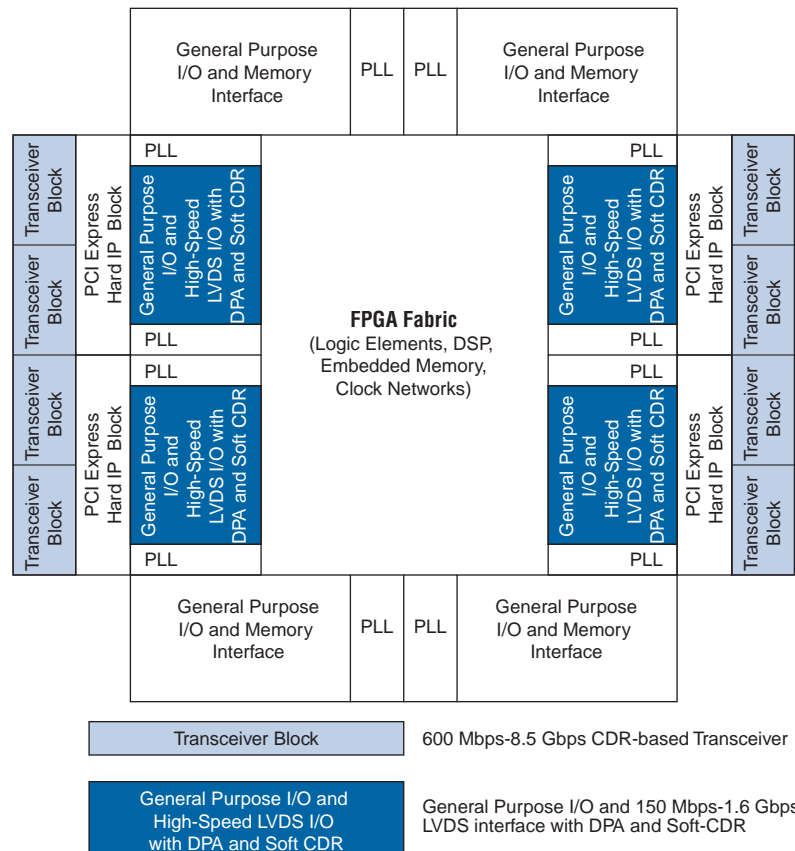 General Purpose
I/O and Memory
Interface
PLL
PLL
General Purpose
I/O and Memory
Interface
Transceiver
Block
Transceiver
Block
Transceiver
Block
Transceiver
Block
PCI Express
Hard IP Block
PCI Express
Hard IP Block
PLL
General Purpose
I/O and
High-Speed
LVDS I/O with
DPA and Soft CDR
PLL
PLL
General Purpose
I/O and
High-Speed
LVDS I/O with
DPA and Soft CDR
PLL
FPGA Fabric
(Logic Elements, DSP,
Embedded Memory,
Clock Networks)
PLL
General Purpose
I/O and
High-Speed
LVDS I/O with
DPA and Soft CDR
PLL
PLL
General Purpose
I/O and
High-Speed
LVDS I/O with
DPA and Soft CDR
PLL
PCI Express
Hard IP Block
PCI Express
Hard IP Block
Transceiver
Block
Transceiver
Block
Transceiver
Block
Transceiver
Block
General Purpose
I/O and Memory
Interface
PLL
PLL
General Purpose
I/O and Memory
Interface
Transceiver Block
600 Mbps-8.5 Gbps CDR-based Transceiver
General Purpose I/O and
High-Speed LVDS I/O
with DPA and Soft CDR
General Purpose I/O and 150 Mbps-1.6 Gbps
LVDS interface with DPA and Soft-CDR